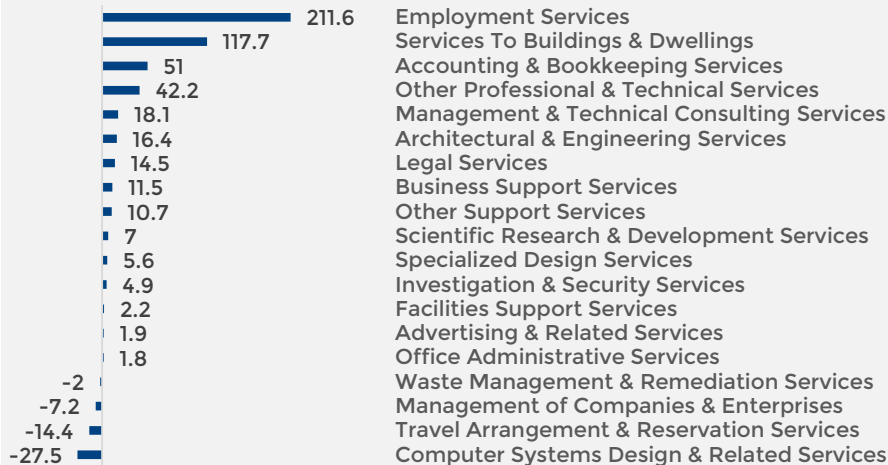 211.6 Employment Services
117.7 Services To Buildings & Dwellings
51 Accounting & Bookkeeping Services
42.2 Other Professional & Technical Services
18.1 Management & Technical Consulting Services
16.4 Architectural & Engineering Services
14.5 Legal Services
11.5 Business Support Services
10.7 Other Support Services
7 Scientific Research & Development Services
5.6 Specialized Design Services
4.9 Investigation & Security Services
2.2 Facilities Support Services
1.9 Advertising & Related Services
1.8 Office Administrative Services
-2 Waste Management & Remediation Services
-7.2 Management of Companies & Enterprises
-14.4 Travel Arrangement & Reservation Services
-27.5 Computer Systems Design & Related Services